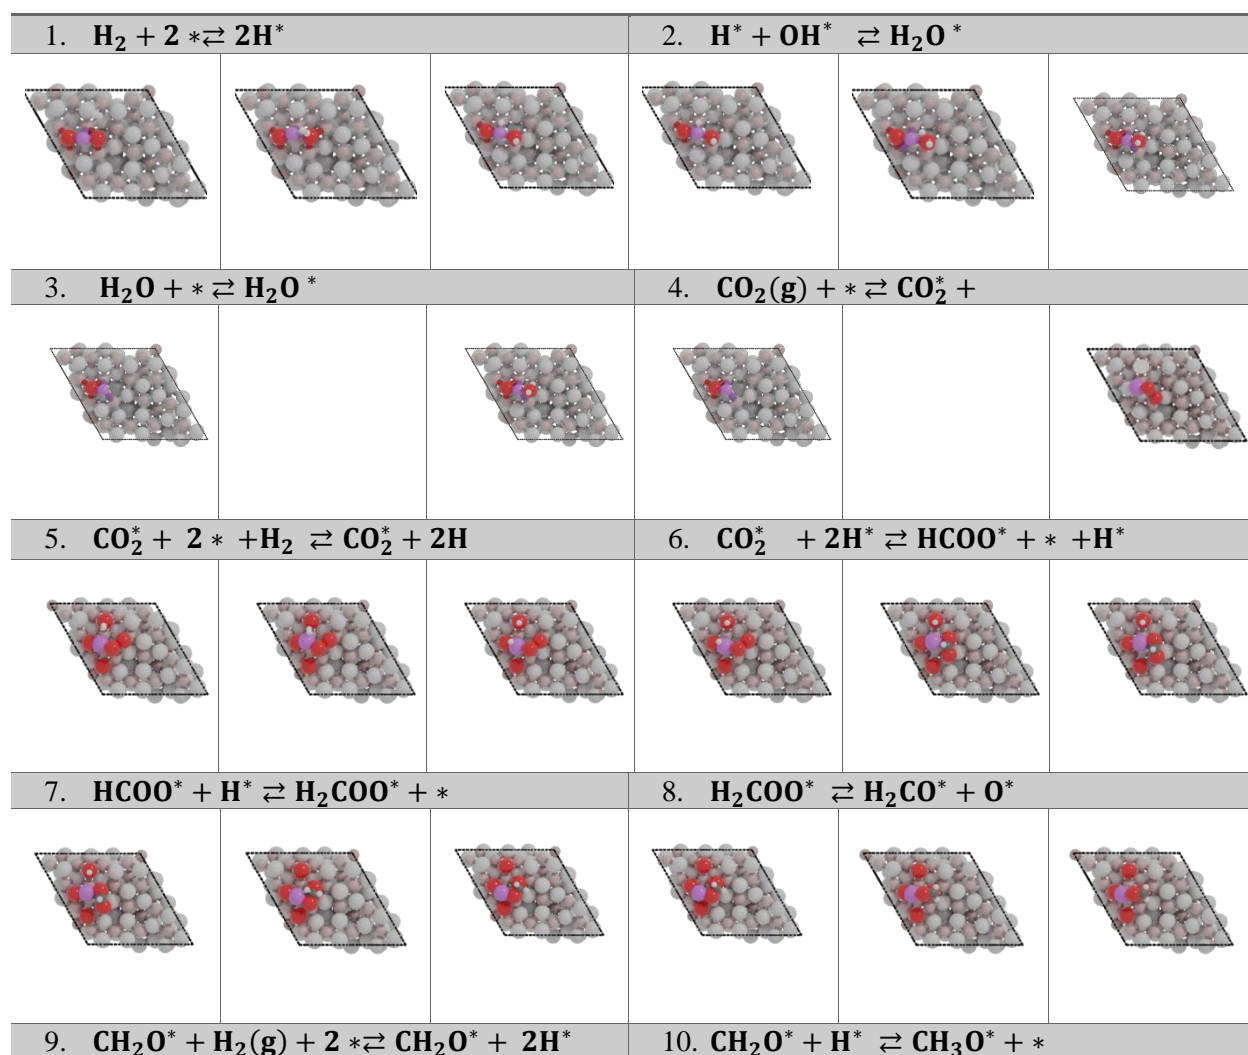 1. H₂ + 2 *⇄ 2H*
2. H* + OH* ⇄ H₂O *
3. H₂O + * ⇄ H₂O *
4. CO₂(g) + * ⇄ CO₂* +
5. CO₂* + 2 * +H₂ ⇄ CO₂* + 2H
6. CO₂* + 2H* ⇄ HCOO* + * +H*
7. HCOO* + H* ⇄ H₂COO* + *
8. H₂COO* ⇄ H₂CO* + O*
9. CH₂O* + H₂(g) + 2 *⇄ CH₂O* + 2H*
10. CH₂O* + H* ⇄ CH₃O* + *